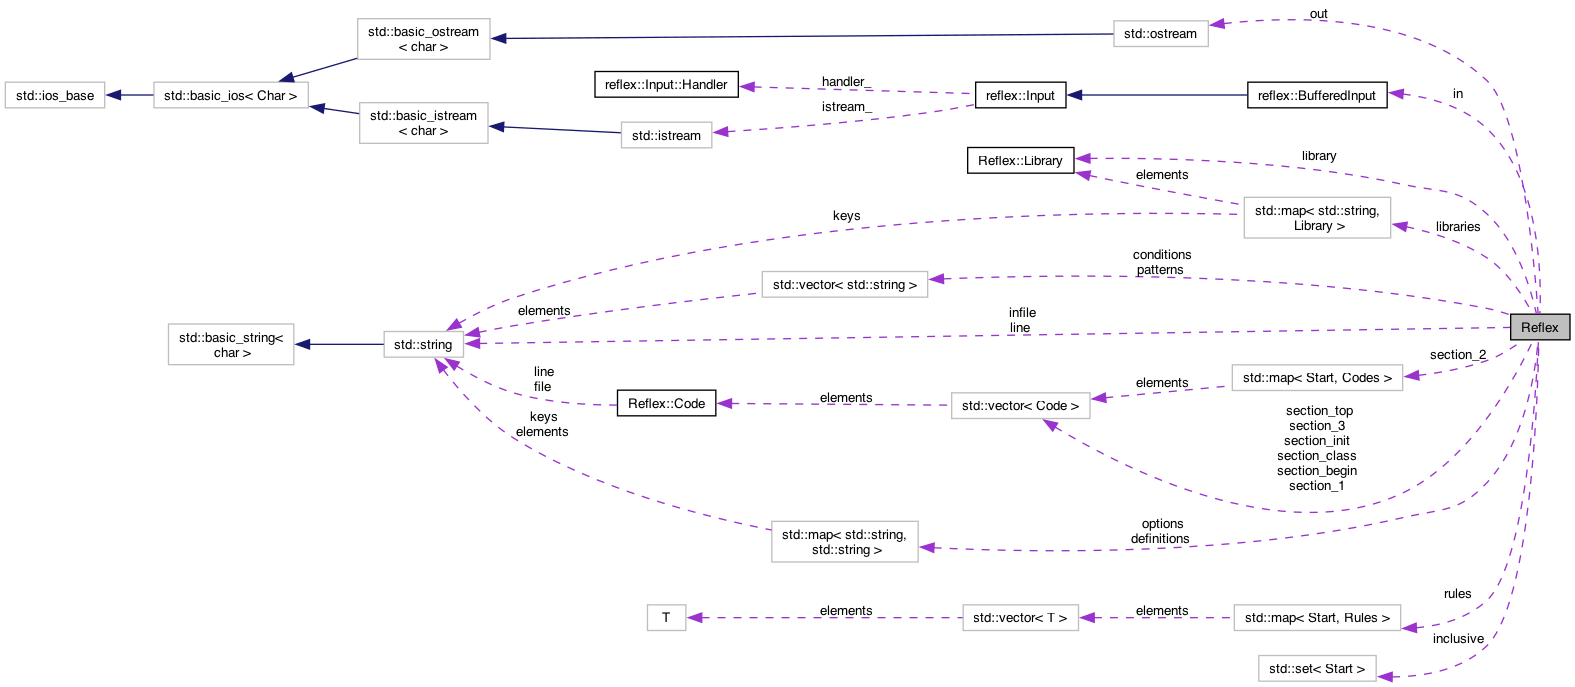 out
std::basic_ostream
< char >
std::ostream
reflex::Input::Handler
handler_
std::ios_base
std::basic_ios< Char >
reflex::Input
reflex::BufferedInput
in
istream_
std::basic_istream
< char >
std::istream
Reflex::Library
library
elements
std::map< std::string,
Library >
keys
libraries
conditions
patterns
std::vector< std::string >
elements
infile
line
Reflex
std::basic_string<
char >
std::string
section_2
line
file
std::map< Start, Codes >
elements
Reflex::Code
elements
std::vector< Code >
keys
elements
section_top
section_3
section_init
section_class
section_begin
section_1
options
definitions
std::map< std::string,
std::string >
rules
T
elements
std::vector< T >
elements
std::map< Start, Rules >
inclusive
std::set< Start >